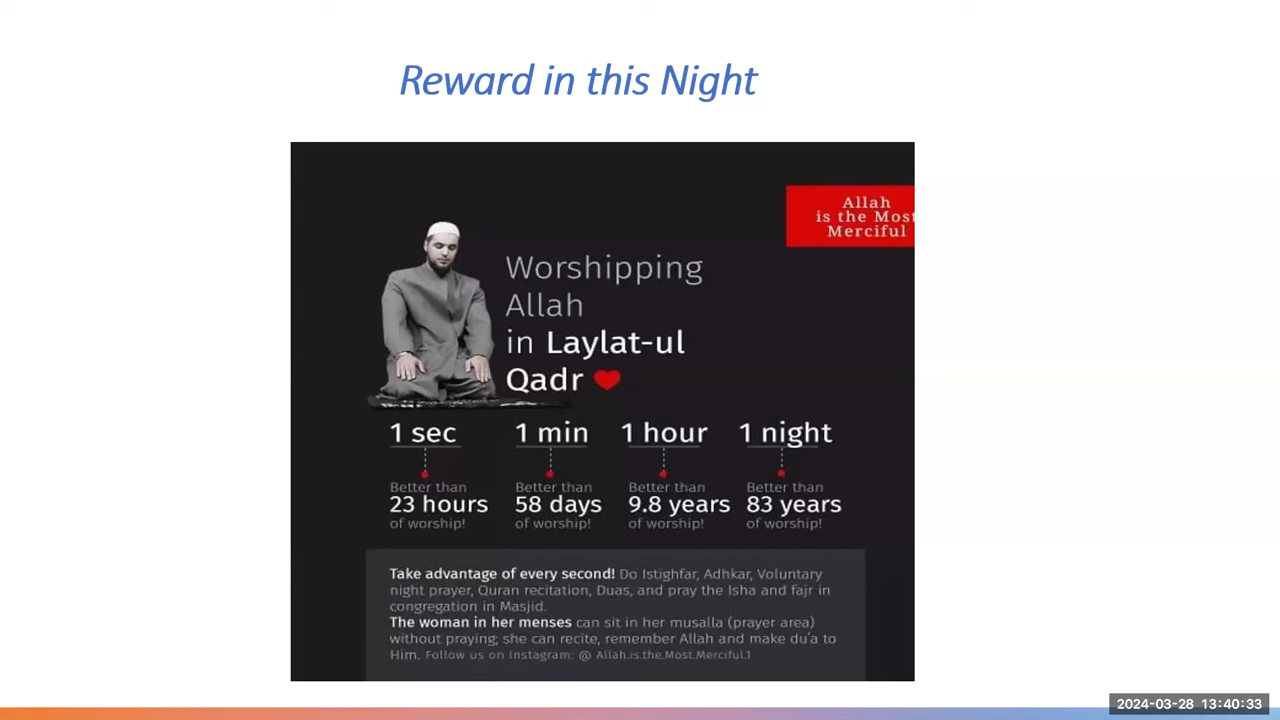 Reward in this Night
Allah
is the Most
Merciful
Worshipping
Allah
in Laylat-ul
Qadr
1 sec
Better than
23 hours
of worship!
1 min
Better than
58 days
of worship!
1 hour
Better than
9.8 years
of worship!
1 night
Better than
83 years
of worship!
Take advantage of every second! Do Istighfar, Adhkar, Voluntary
night prayer, Quran recitation, Duas, and pray the Isha and fajr in
congregation in Masjid.
The woman in her menses can sit in her musalla (prayer area)
without praying; she can recite, remember Allah and make du'a to
Him. Follow us on Instagram: @ Allah.is.the.Most.Merciful.1
2024-03-28 13:40:33